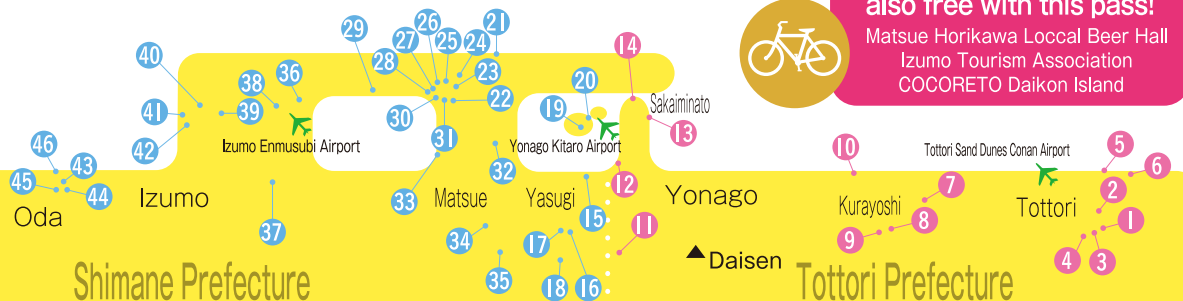 also free with this pass!
Matsue Horikawa Loccal Beer Hall
Izumo Tourism Association
COCORETO Daikon Island
21
26
29
27
25
24
14
40
28
36
38
23
20
22
41
39
30
19
Sakaiminato
13
42
Izumo Enmusubi Airport
31
Yonago Kitaro Airport
10
Tottori Sand Dunes Conan Airport
46
43
32
12
5
6
45
44
Izumo
33
Matsue
Yasugi
Yonago
7
2
Oda
15
Kurayoshi
Tottori
37
34
17
11
9
8
1
35
18
16
Daisen
4
3
Shimane Prefecture
Tottori Prefecture